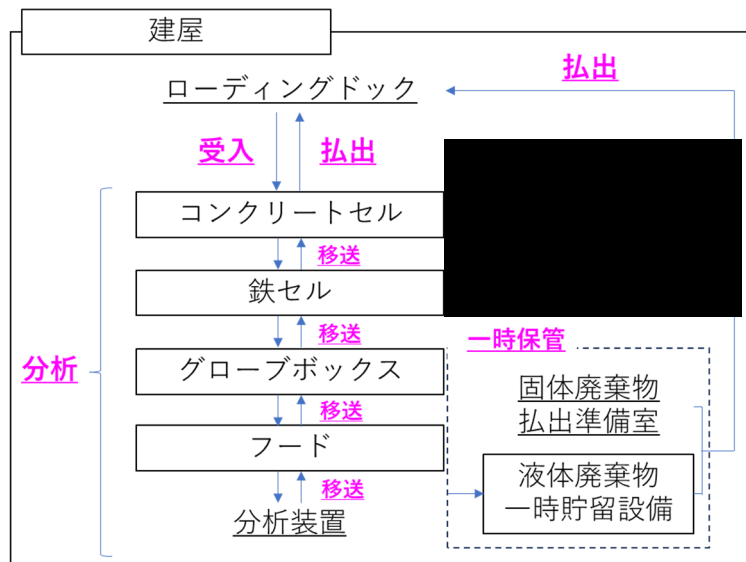 建屋
払出
ローディングドック
受入
払出
コンクリートセル
移送
鉄セル
移送
一時保管
分析
グローブボックス
固体廃棄物
払出準備室
移送
フード
液体廃棄物
一時貯留設備
移送
分析装置